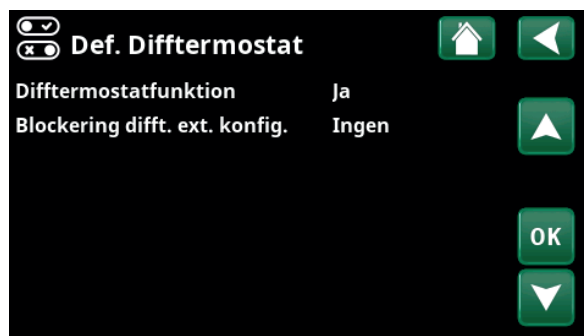 Def. Difftermostat
Difftermostatfunktion Ja
Blockering difft. ext. konfig. Ingen
OK